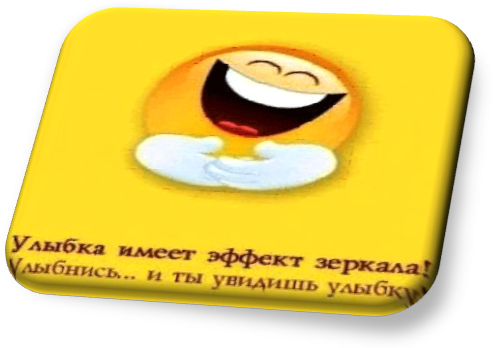 Улыбка имеет эффект зеркала!
Улыбнись... и ты увидишь улыбку!